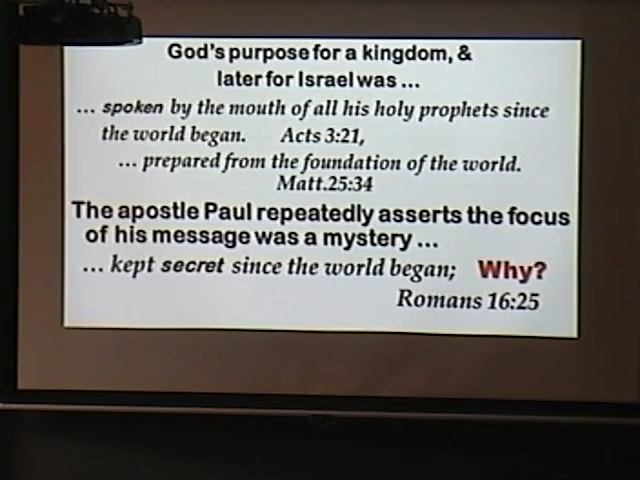 God's purpose for a kingdom, &
later for Israel was ...
... spoken by the mouth of all his holy prophets since
the world began. Acts 3:21,
... prepared from the foundation of the world.
Matt.25:34
The apostle Paul repeatedly asserts the focus
of his message was a mystery ...
... kept secret since the world began; Why?
Romans 16:25